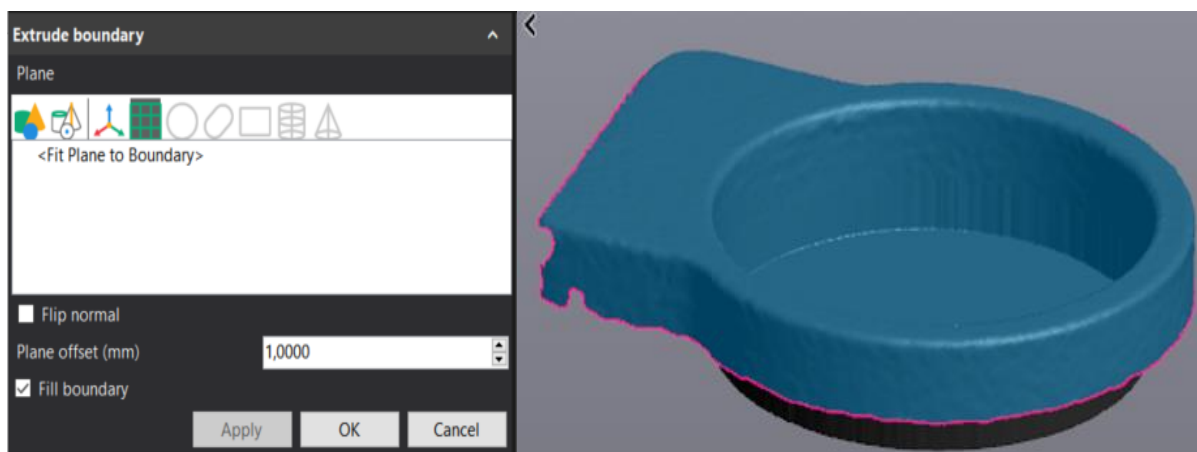 Extrude boundary
Plane
<Fit Plane to Boundary>
Flip normal
Plane offset (mm) 1,0000
Fill boundary
Apply OK Cancel